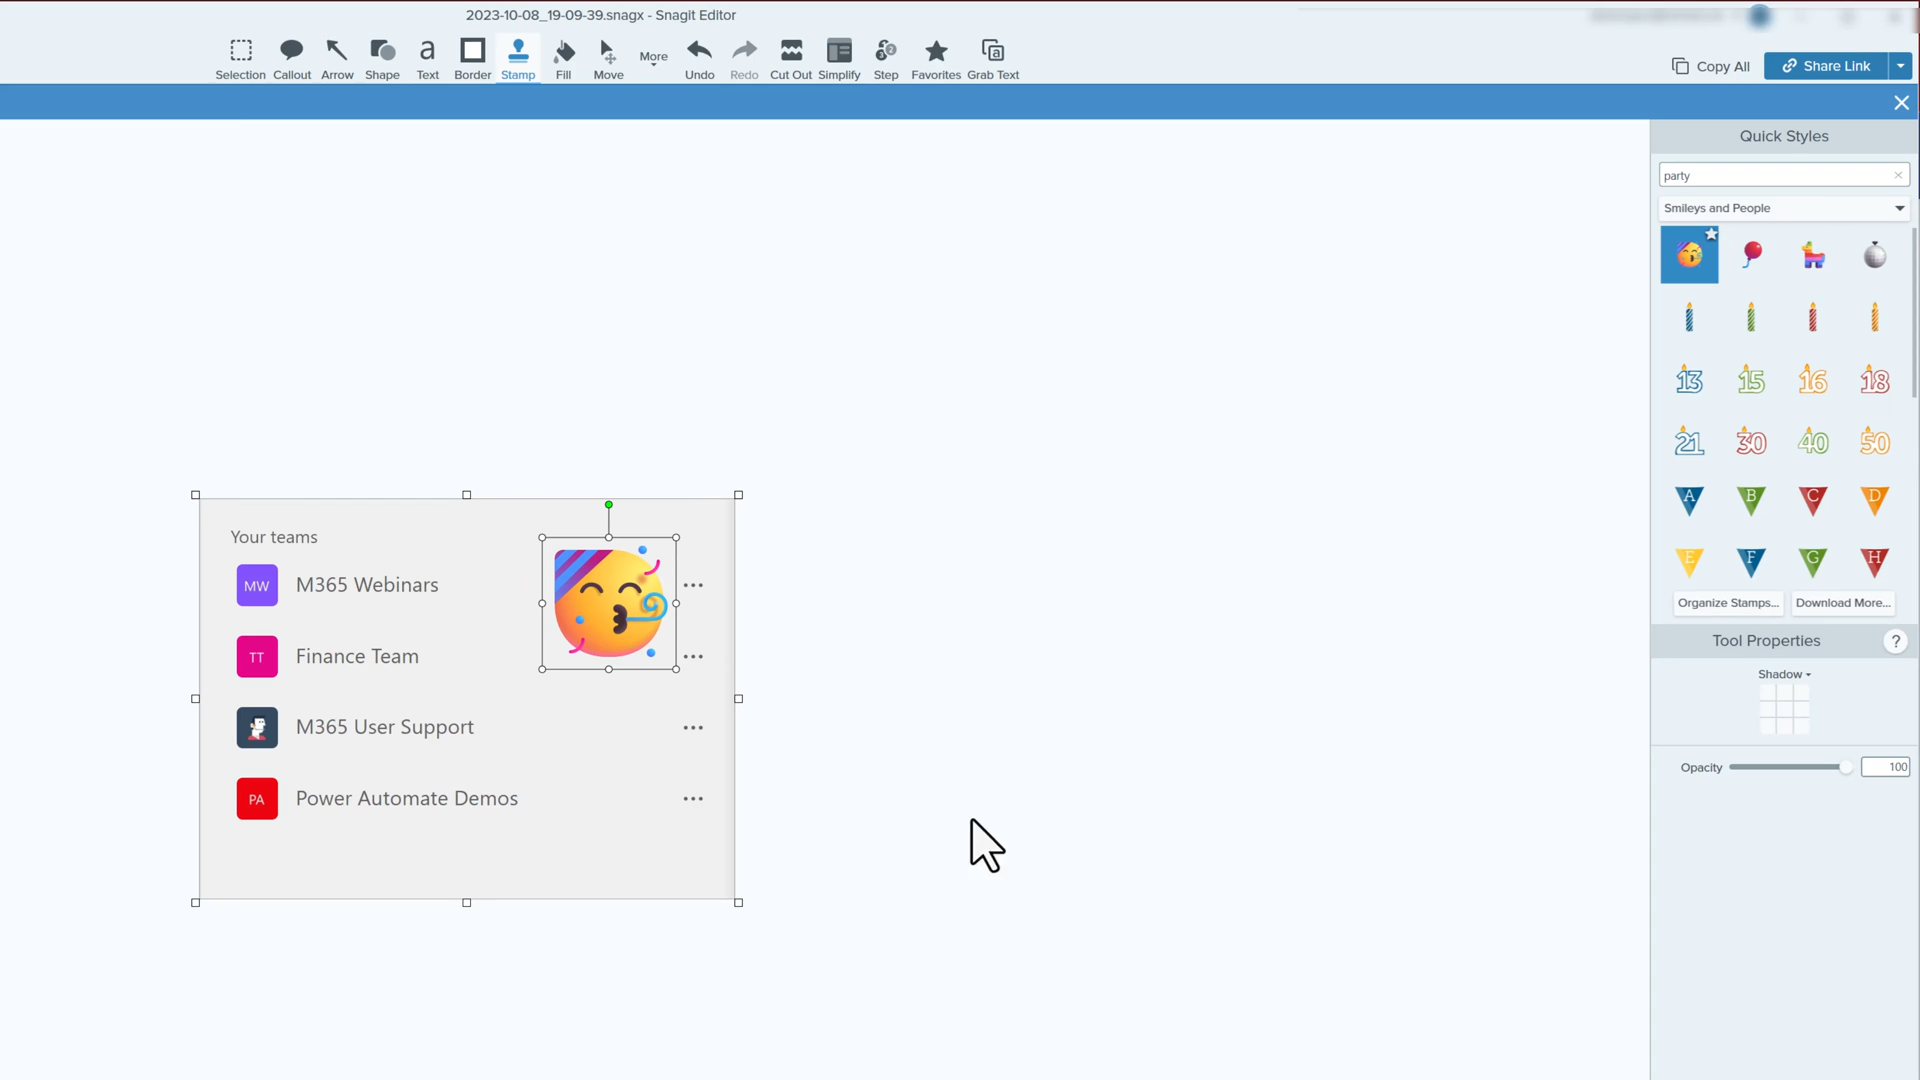 2023-10-08_19-09-39.snagx - Snagit Editor
Selection Callout Arrow Shape Text Border Stamp Fill Move More Undo Redo Cut Out Simplify Step Favorites Grab Text
Copy All Share Link
Quick Styles
party
Smileys and People
13 15 16 18
21 30 40 50
A B C D
E F G H
Organize Stamps... Download More...
Tool Properties ?
Shadow
Opacity 100
Your teams
MW M365 Webinars
TT Finance Team
M365 User Support
PA Power Automate Demos